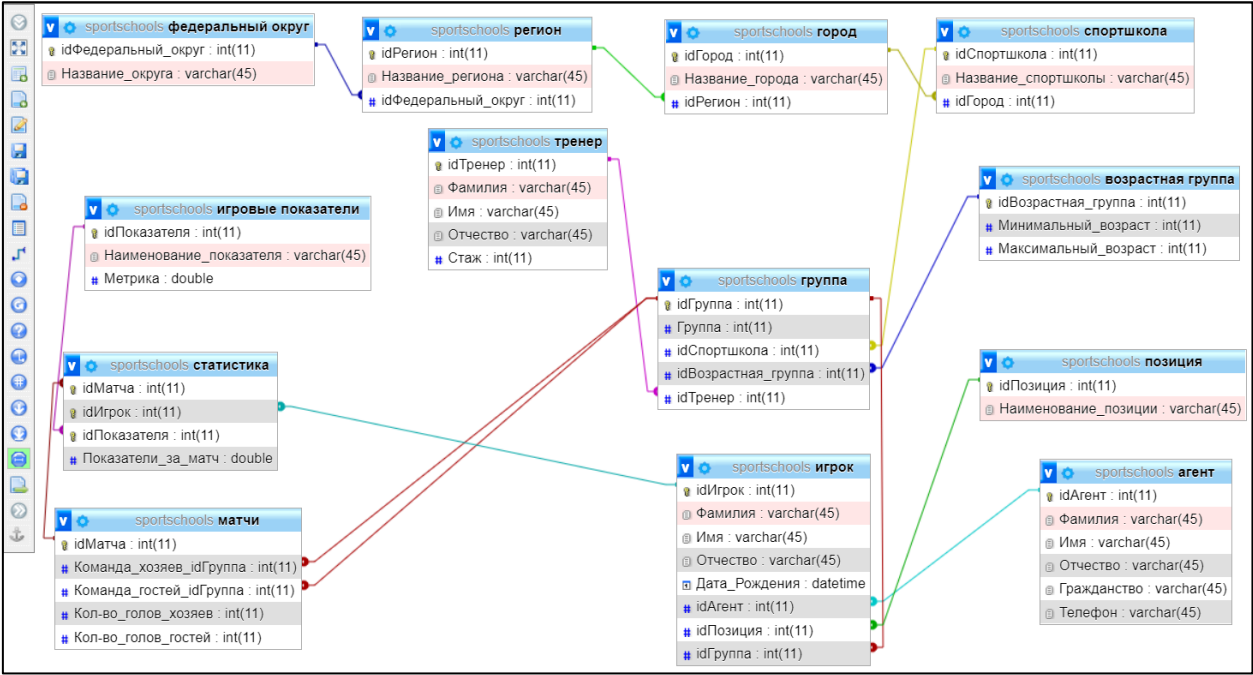 sportschools федеральный округ
idФедеральный_округ : int(11)
Название_округа : varchar(45)
sportschools регион
idРегион : int(11)
Название_региона : varchar(45)
idФедеральный_округ : int(11)
sportschools город
idГород : int(11)
Название_города : varchar(45)
idРегион : int(11)
sportschools спортшкола
idСпортшкола : int(11)
Название_спортшколы : varchar(45)
idГород : int(11)
sportschools тренер
idТренер : int(11)
Фамилия : varchar(45)
Имя : varchar(45)
Отчество : varchar(45)
Стаж : int(11)
sportschools возрастная группа
idВозрастная_группа : int(11)
Минимальный_возраст : int(11)
Максимальный_возраст : int(11)
sportschools игровые показатели
idПоказателя : int(11)
Наименование_показателя : varchar(45)
Метрика : double
sportschools группа
idГруппа : int(11)
Группа : int(11)
idСпортшкола : int(11)
idВозрастная_группа : int(11)
idТренер : int(11)
sportschools статистика
idМатча : int(11)
idИгрок : int(11)
idПоказателя : int(11)
Показатели_за_матч : double
sportschools позиция
idПозиция : int(11)
Наименование_позиции : varchar(45)
sportschools игрок
idИгрок : int(11)
Фамилия : varchar(45)
Имя : varchar(45)
Отчество : varchar(45)
Дата_Рождения : datetime
idАгент : int(11)
idПозиция : int(11)
idГруппа : int(11)
sportschools агент
idАгент : int(11)
Фамилия : varchar(45)
Имя : varchar(45)
Отчество : varchar(45)
Гражданство : varchar(45)
Телефон : varchar(45)
sportschools матчи
idМатча : int(11)
Команда_хозяев_idГруппа : int(11)
Команда_гостей_idГруппа : int(11)
Кол-во_голов_хозяев : int(11)
Кол-во_голов_гостей : int(11)